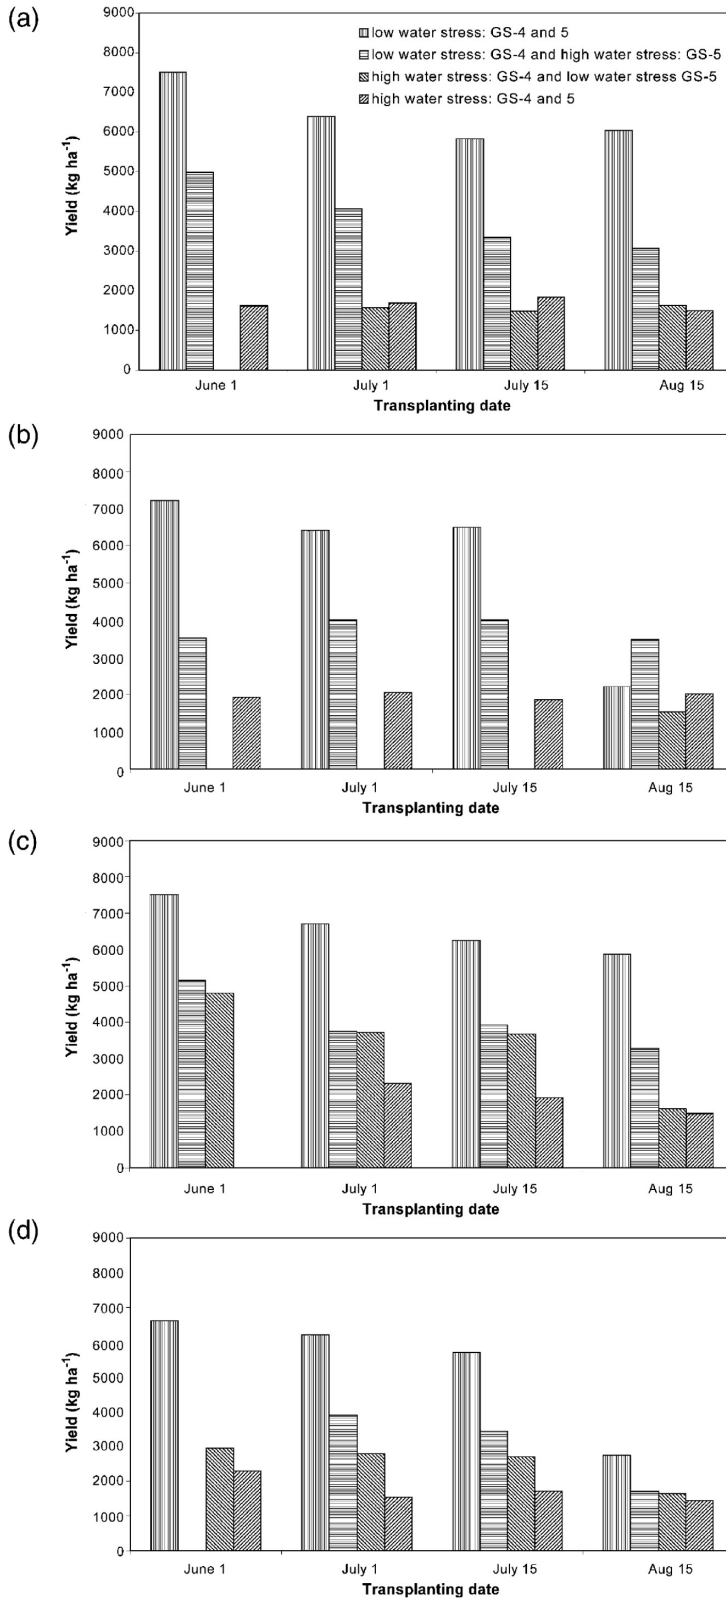 (a)
9000
8000
7000
6000
5000
4000
3000
2000
1000
0
Yield (kg ha⁻¹)
low water stress: GS-4 and 5
low water stress: GS-4 and high water stress: GS-5
high water stress: GS-4 and low water stress GS-5
high water stress: GS-4 and 5
June 1 July 1 July 15 Aug 15
Transplanting date
(b)
9000
8000
7000
6000
5000
4000
3000
2000
1000
0
Yield (kg ha⁻¹)
June 1 July 1 July 15 Aug 15
Transplanting date
(c)
9000
8000
7000
6000
5000
4000
3000
2000
1000
0
Yield (kg ha⁻¹)
June 1 July 1 July 15 Aug 15
Transplanting date
(d)
9000
8000
7000
6000
5000
4000
3000
2000
1000
0
Yield (kg ha⁻¹)
June 1 July 1 July 15 Aug 15
Transplanting date